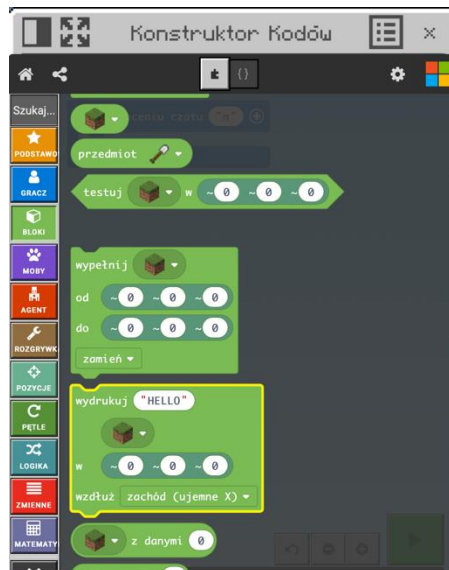 Konstruktor Kodów
{}
Szukaj...
eceniu czatu "n"
PODSTAWO
przedmiot
GRACZ
testuj w ~0 ~0 ~0
BLOKI
MOBY
wypełnij
AGENT
od ~0 ~0 ~0
do ~0 ~0 ~0
ROZGRYWK
zamień
POZYCJE
wydrukuj "HELLO"
PĘTLE
LOGIKA
w ~0 ~0 ~0
ZMIENNE
wzdłuż zachód (ujemne X)
MATEMATY
z danymi 0